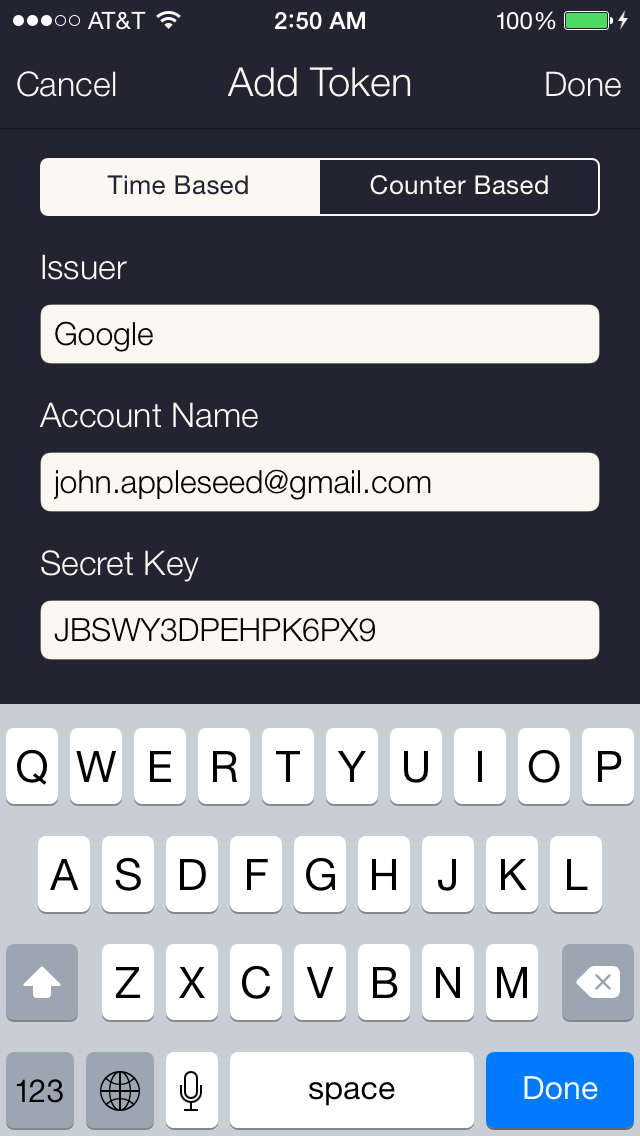 AT&T 2:50 AM 100%
Cancel Add Token Done
Time Based Counter Based
Issuer
Google
Account Name
john.appleseed@gmail.com
Secret Key
JBSWY3DPEHPK6PX9
Q W E R T Y U I O P
A S D F G H J K L
Z X C V B N M
123 space Done